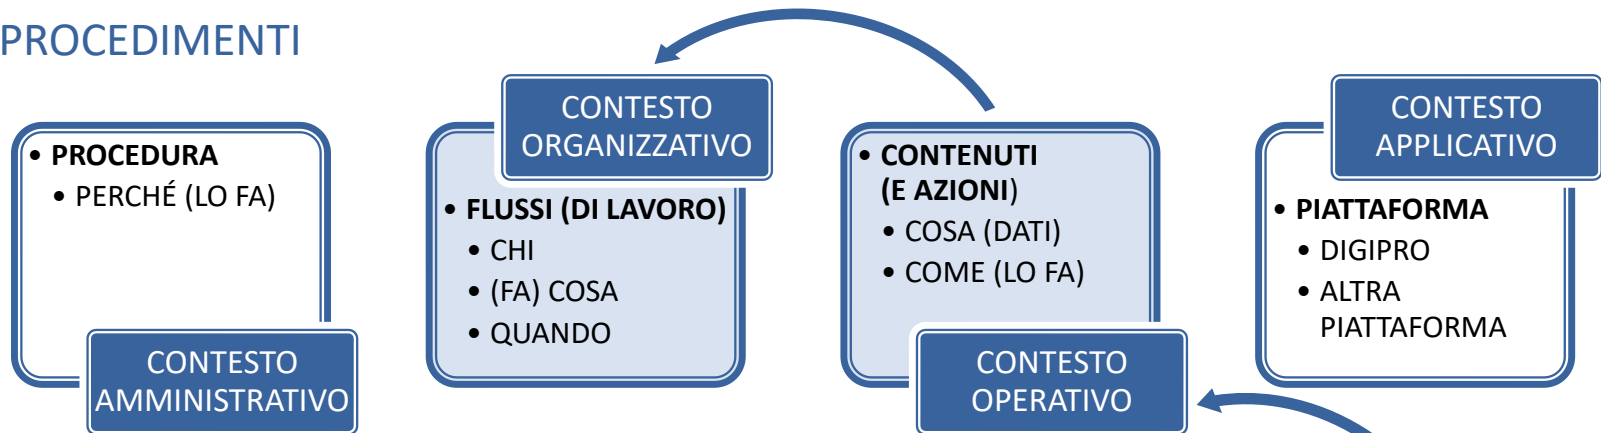 PROCEDIMENTI
• PROCEDURA
• PERCHÉ (LO FA)
CONTESTO
AMMINISTRATIVO
CONTESTO
ORGANIZZATIVO
• FLUSSI (DI LAVORO)
• CHI
• (FA) COSA
• QUANDO
• CONTENUTI
(E AZIONI)
• COSA (DATI)
• COME (LO FA)
CONTESTO
OPERATIVO
CONTESTO
APPLICATIVO
• PIATTAFORMA
• DIGIPRO
• ALTRA
PIATTAFORMA